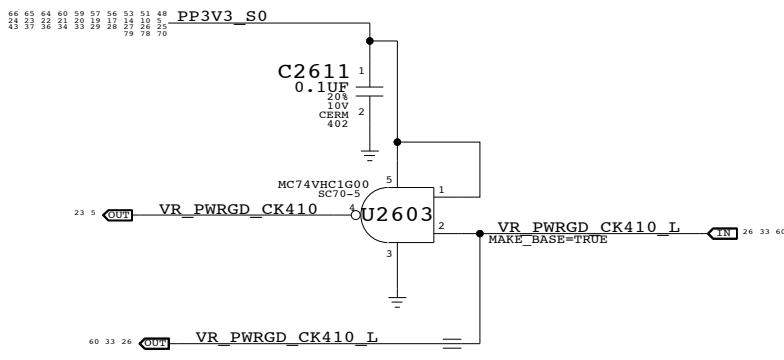 66 65 64 60 59 57 56 53 51 48
24 23 22 21 20 19 17 14 10 5
43 37 36 34 33 29 28 27 26 25
79 78 70
PP3V3_S0
C2611
1
0.1UF
20%
10V
CERM
402
2
MC74VHC1G00
SC70-5
5
1
23 5
OUT
VR_PWRGD_CK410
4
U2603
2
VR_PWRGD_CK410_L
MAKE_BASE=TRUE
IN
26 33 60
3
60 33 26
OUT
VR_PWRGD_CK410_L